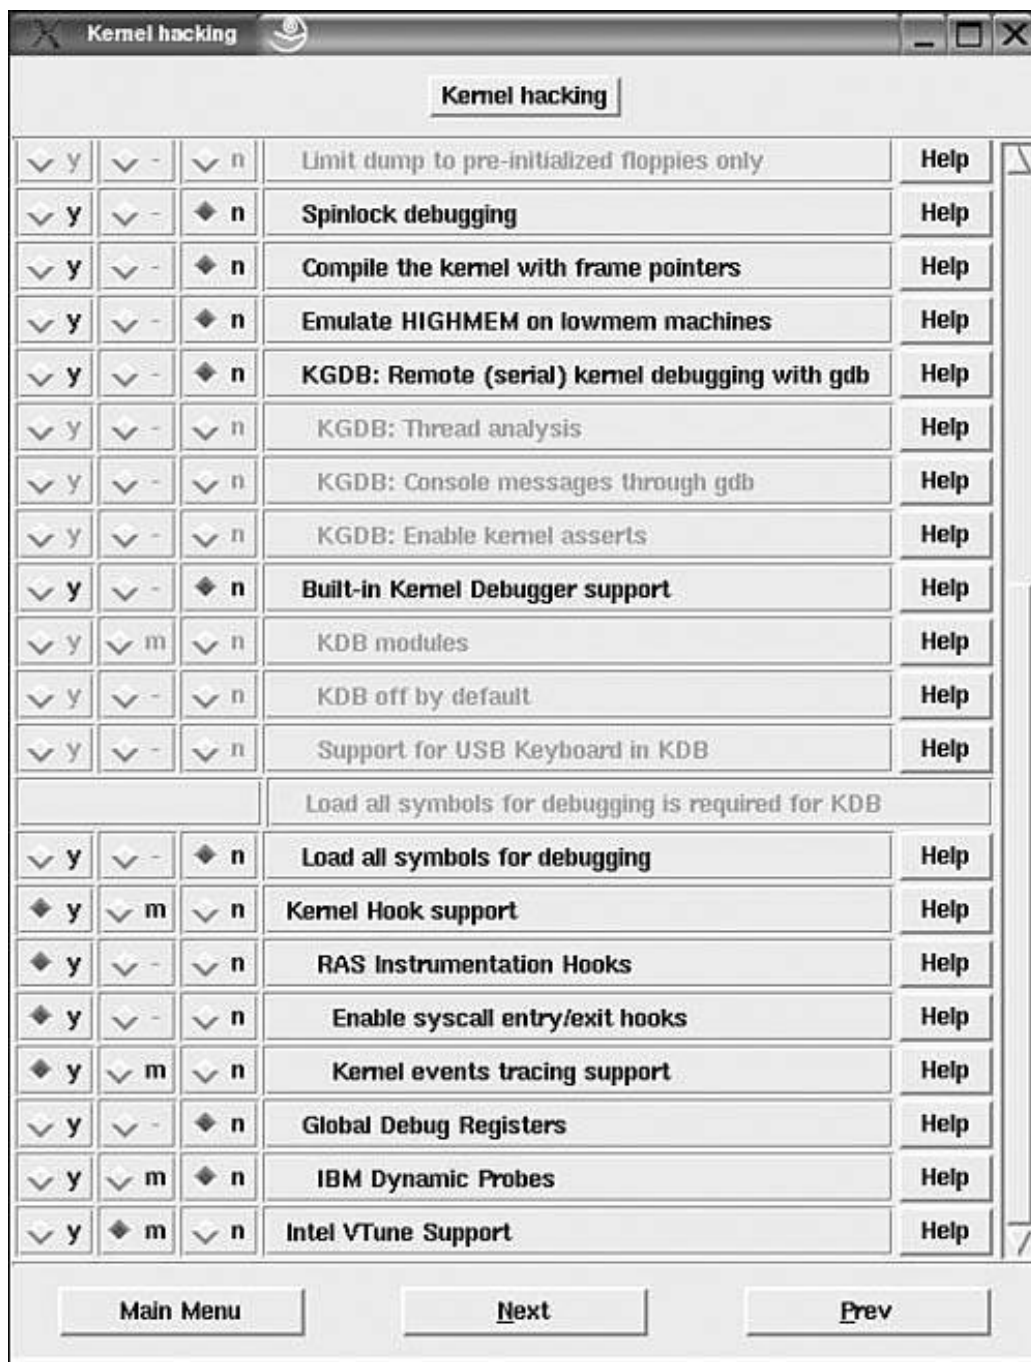 Kernel hacking
Kernel hacking
y - n Limit dump to pre-initialized floppies only Help
y - n Spinlock debugging Help
y - n Compile the kernel with frame pointers Help
y - n Emulate HIGHMEM on lowmem machines Help
y - n KGDB: Remote (serial) kernel debugging with gdb Help
y - n KGDB: Thread analysis Help
y - n KGDB: Console messages through gdb Help
y - n KGDB: Enable kernel asserts Help
y - n Built-in Kernel Debugger support Help
y m n KDB modules Help
y - n KDB off by default Help
y - n Support for USB Keyboard in KDB Help
Load all symbols for debugging is required for KDB
y - n Load all symbols for debugging Help
y m n Kernel Hook support Help
y - n RAS Instrumentation Hooks Help
y - n Enable syscall entry/exit hooks Help
y m n Kernel events tracing support Help
y - n Global Debug Registers Help
y m n IBM Dynamic Probes Help
y m n Intel VTune Support Help
Main Menu Next Prev